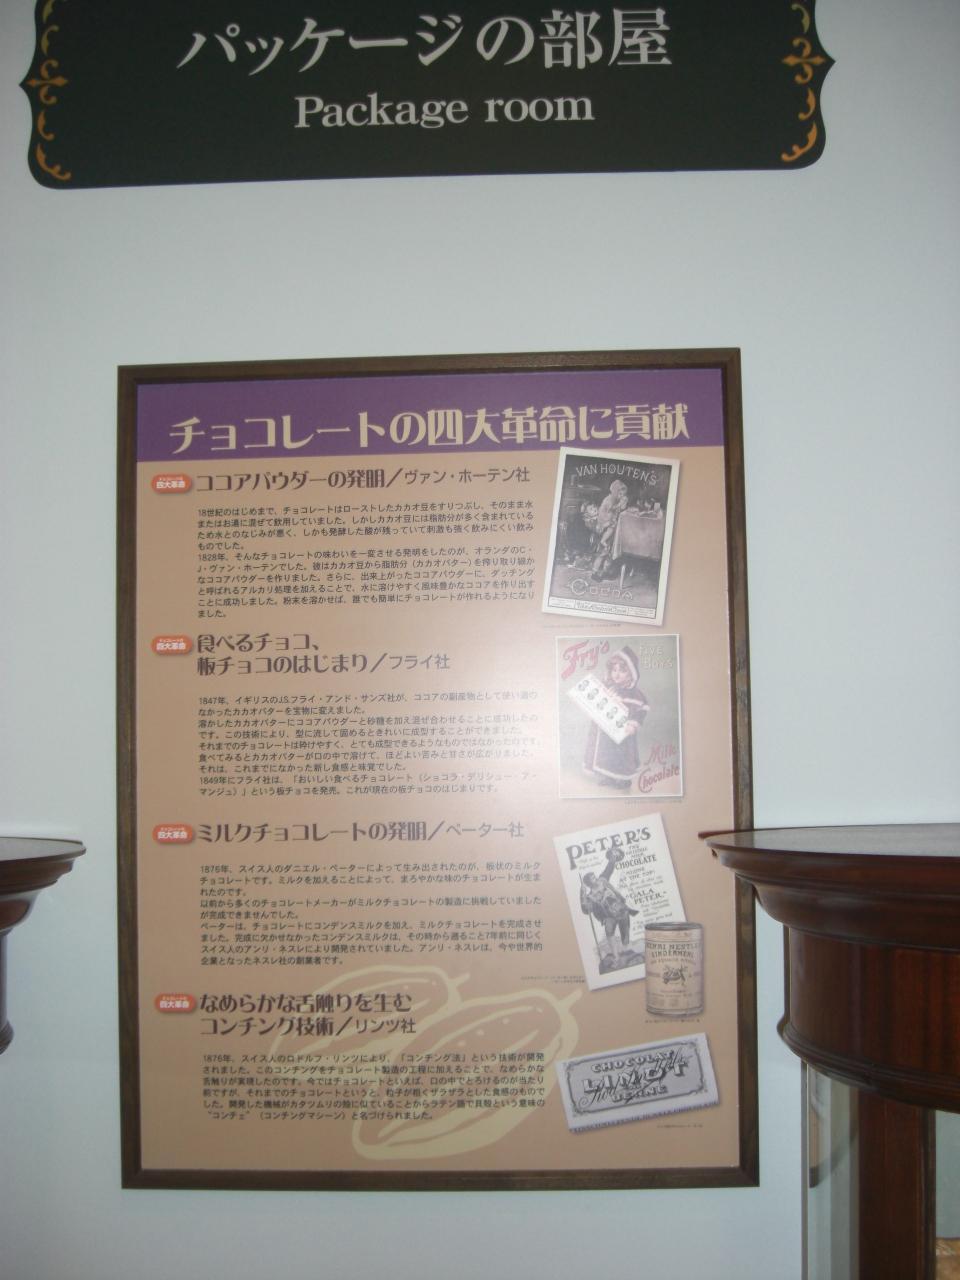 パッケージの部屋
Package room
チョコレートの四大革命に貢献
四大革命
ココアパウダーの発明／ヴァン・ホーテン社
18世紀のはじめまで、チョコレートはローストしたカカオ豆をすりつぶし、そのまま水
またはお湯に混ぜて飲用していました。しかしカカオ豆には脂肪分が多く含まれている
ため水とのなじみが悪く、しかも発酵した酸が残っていて刺激も強く飲みにくい飲み
ものでした。
1828年、そんなチョコレートの味わいを一変させる発明をしたのが、オランダのC・
J・ヴァン・ホーテンでした。彼はカカオ豆から脂肪分（カカオバター）を搾り取り細か
なココアパウダーを作りました。さらに、出来上がったココアパウダーに、ダッチング
と呼ばれるアルカリ処理を加えることで、水に溶けやすく風味豊かなココアを作り出す
ことに成功しました。粉末を溶かせば、誰でも簡単にチョコレートが作れるようになり
ました。
VAN HOUTEN'S
COCOA
四大革命
食べるチョコ、
板チョコのはじまり／フライ社
1847年、イギリスのJ.S.フライ・アンド・サンズ社が、ココアの副産物として使い道の
なかったカカオバターを宝物に変えました。
溶かしたカカオバターにココアパウダーと砂糖を加え混ぜ合わせることに成功したの
です。この技術により、型に流して固めるときれいに成型することができました。
それまでのチョコレートは砕けやすく、とても成型できるようなものではなかったのです。
食べてみるとカカオバターが口の中で溶けて、ほどよい苦みと甘さが広がりました。
それは、これまでになかった新し食感と味覚でした。
1849年にフライ社は、「おいしい食べるチョコレート（ショコラ・デリシュー・ア・
マンジュ）」という板チョコを発売。これが現在の板チョコのはじまりです。
Fry's
Five
Boys
Milk
Chocolate
四大革命
ミルクチョコレートの発明／ペーター社
1876年、スイス人のダニエル・ペーターによって生み出されたのが、板状のミルク
チョコレートです。ミルクを加えることによって、まろやかな味のチョコレートが生ま
れたのです。
以前から多くのチョコレートメーカーがミルクチョコレートの製造に挑戦していました
が完成できませんでした。
ペーターは、チョコレートにコンデンスミルクを加え、ミルクチョコレートを完成させ
ました。完成に欠かせなかったコンデンスミルクは、その時から遡ること7年前に同じく
スイス人のアンリ・ネスレにより開発されていました。アンリ・ネスレは、今や世界的
企業となったネスレ社の創業者です。
PETER'S
THE
ORIGINAL
MILK
CHOCOLATE
"GALA
PETER."
HENRI NESTLE
KINDERMEHL
四大革命
なめらかな舌触りを生む
コンチング技術／リンツ社
1876年、スイス人のロドルフ・リンツにより、「コンチング法」という技術が開発
されました。このコンチングをチョコレート製造の工程に加えることで、なめらかな
舌触りが実現したのです。今ではチョコレートといえば、口の中でとろけるのが当たり
前ですが、それまでのチョコレートというと、粒子が粗くザラザラとした食感のもので
した。開発した機械がカタツムリの殻に似ていることからラテン語で貝殻という意味の
“コンチェ”（コンチングマシーン）と名づけられました。
CHOCOLAT
LINDT
BERNE